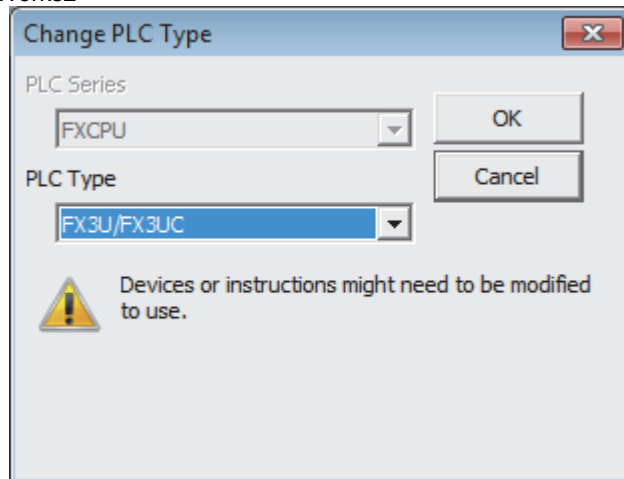 Change PLC Type
PLC Series
FXCPU
OK
PLC Type
Cancel
FX3U/FX3UC
Devices or instructions might need to be modified
to use.